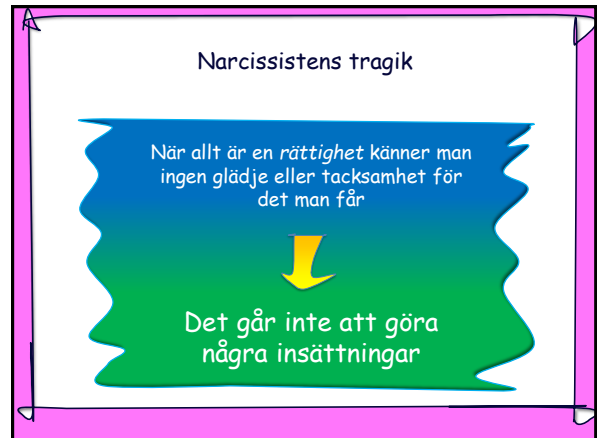 Narcissistens tragik
När allt är en rättighet känner man
ingen glädje eller tacksamhet för
det man får
Det går inte att göra
några insättningar